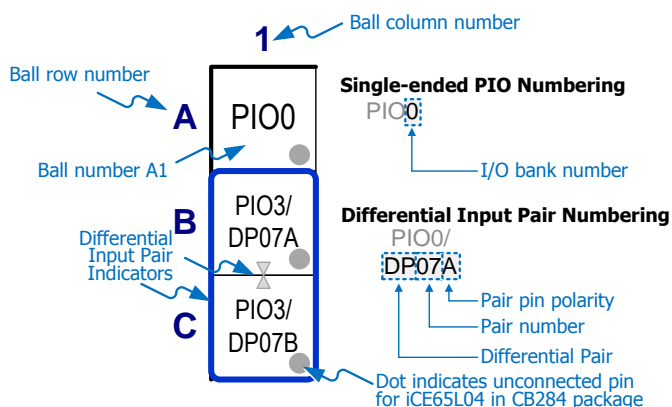 1
Ball column number
Ball row number
A
PIO0
Ball number A1
Single-ended PIO Numbering
PIO0
I/O bank number
B
PIO3/
DP07A
Differential
Input Pair
Indicators
C
PIO3/
DP07B
Differential Input Pair Numbering
PIO0/
DP07A
Pair pin polarity
Pair number
Differential Pair
Dot indicates unconnected pin
for iCE65L04 in CB284 package